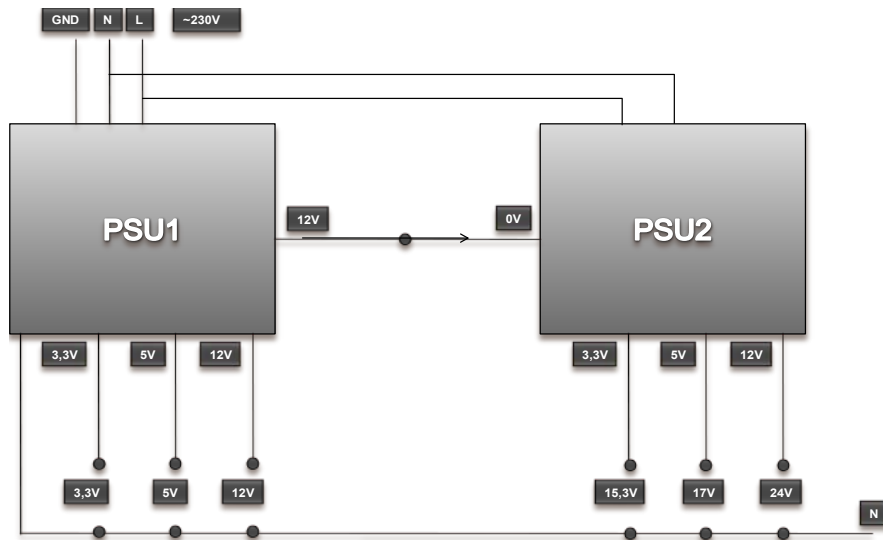 GND N L ~230V
PSU1
PSU2
12V
0V
3,3V 5V 12V
3,3V 5V 12V
3,3V 5V 12V
15,3V 17V 24V
N